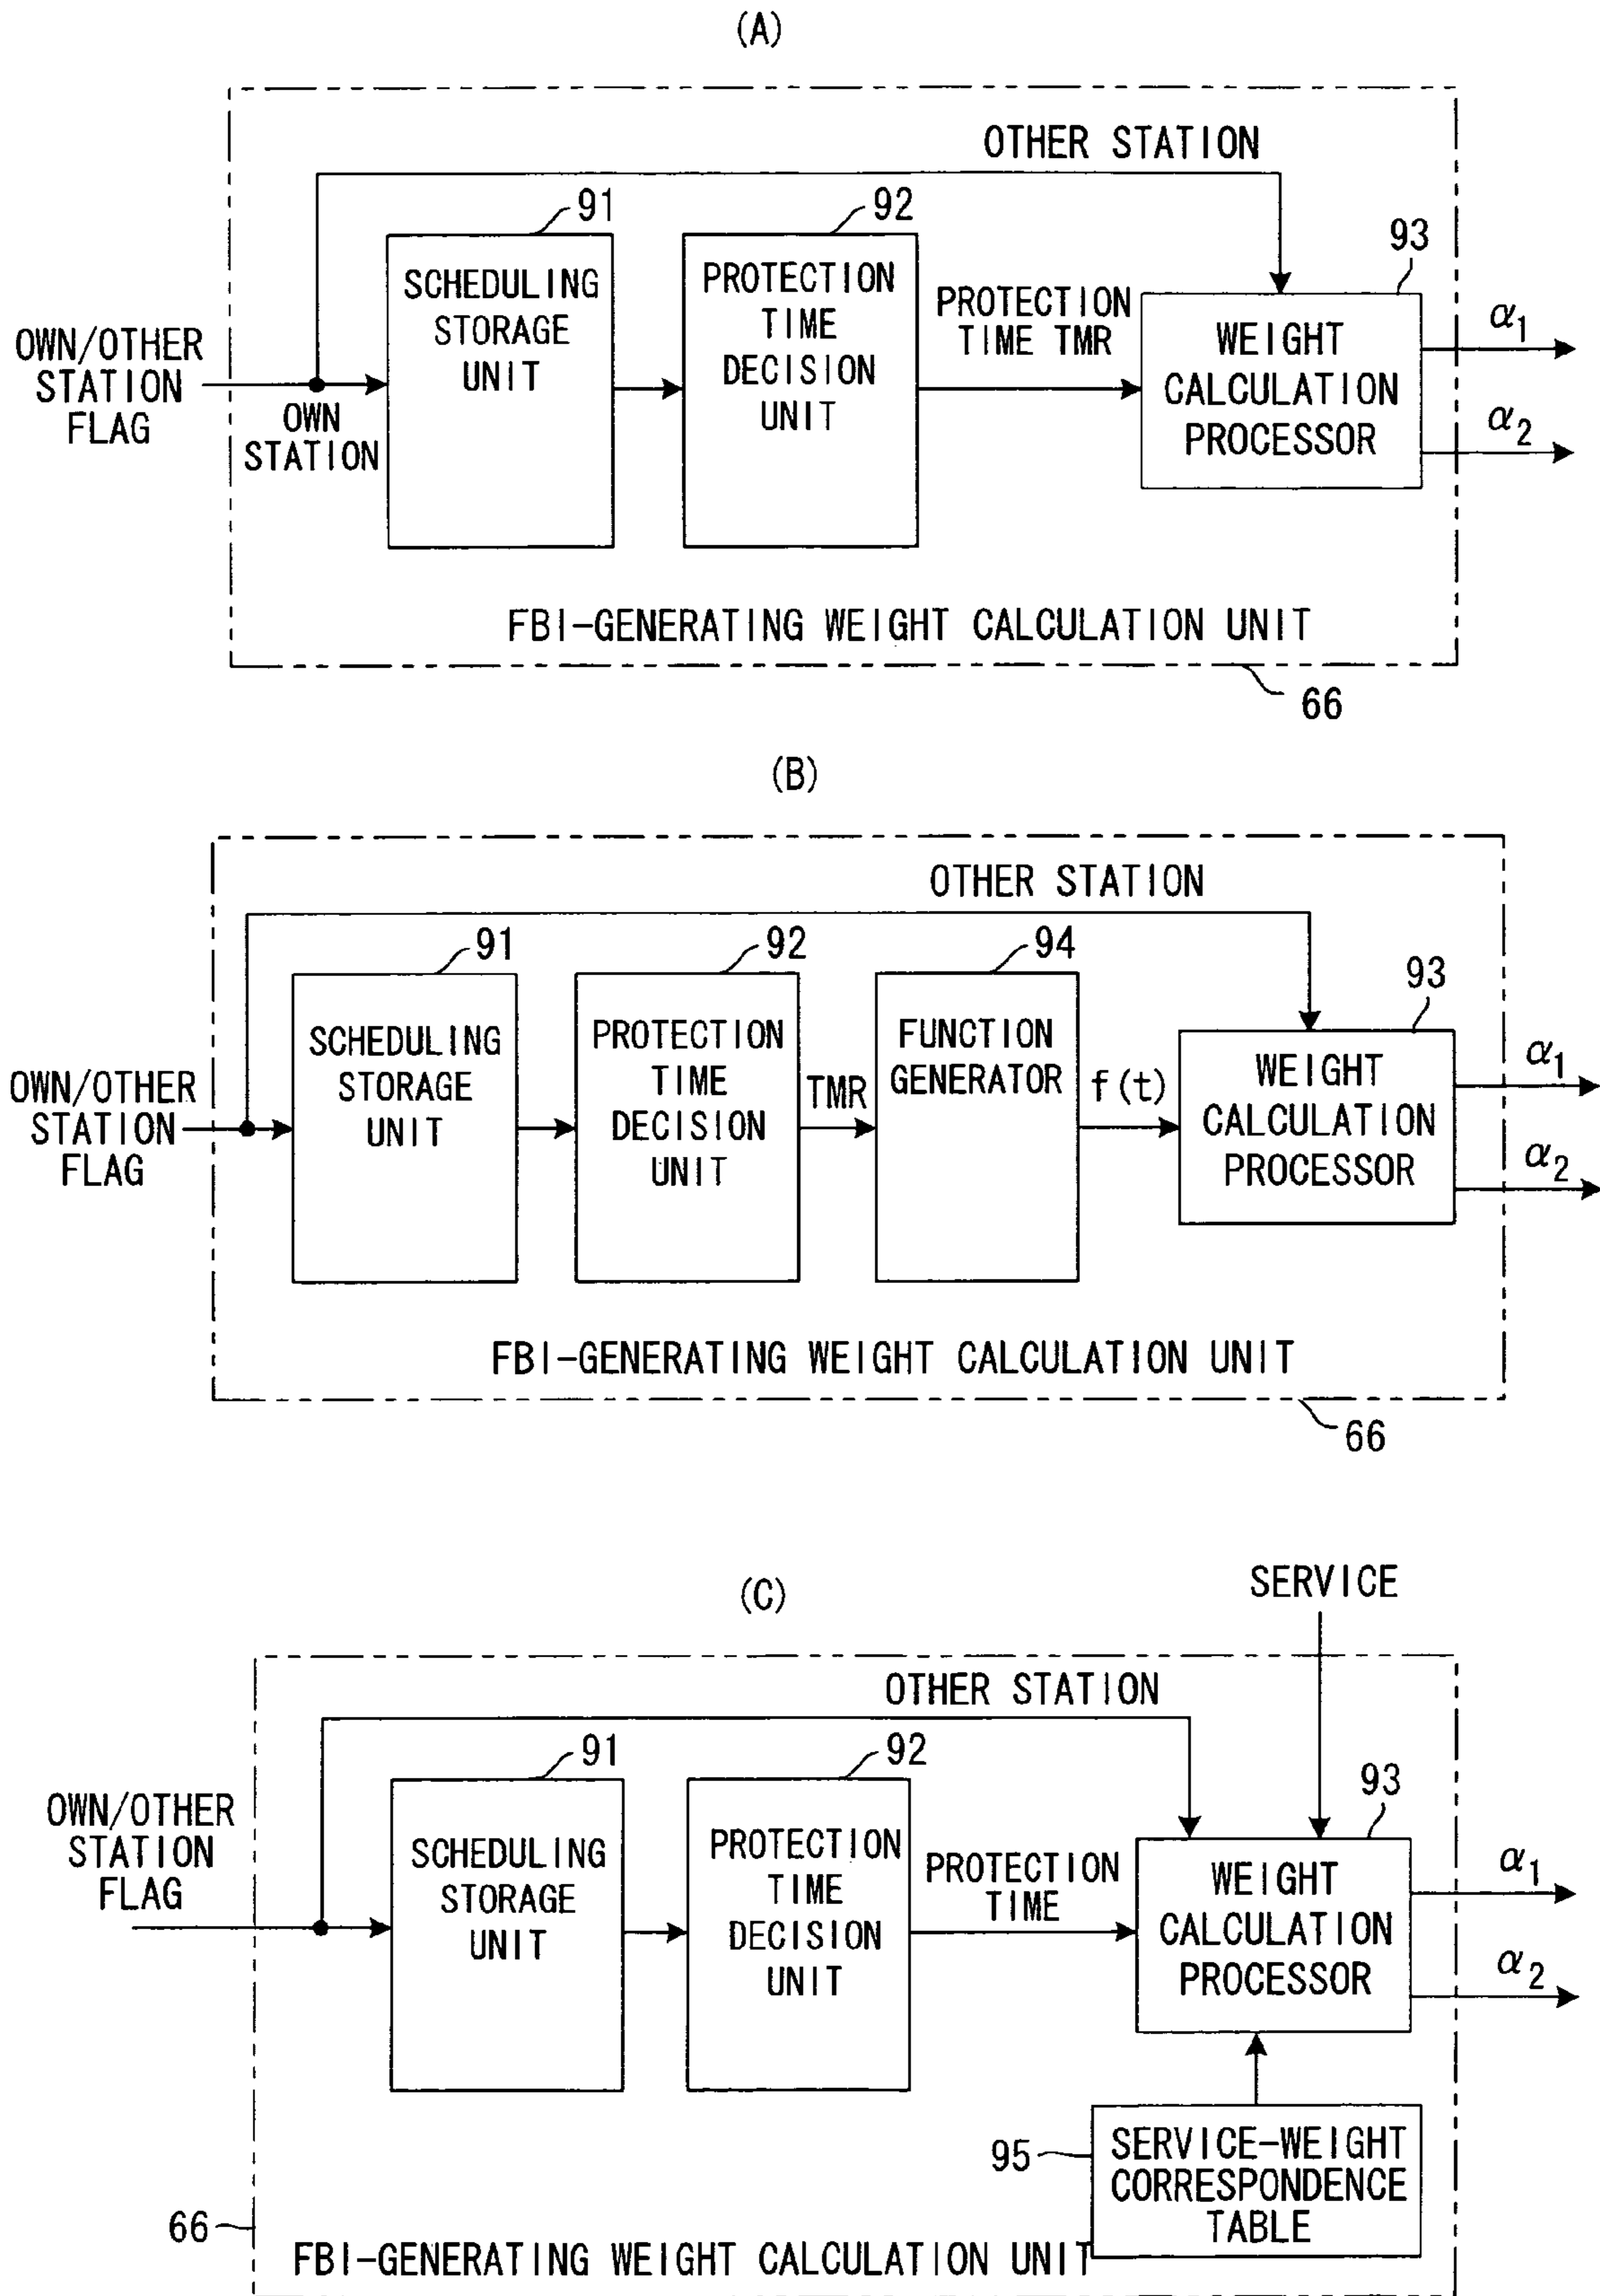 (A)
OTHER STATION
91
92
93
SCHEDULING
STORAGE
UNIT
PROTECTION
TIME
DECISION
UNIT
PROTECTION
TIME TMR
WEIGHT
CALCULATION
PROCESSOR
α1
α2
OWN/OTHER
STATION
FLAG
OWN
STATION
FBI-GENERATING WEIGHT CALCULATION UNIT
66
(B)
OTHER STATION
91
92
94
93
SCHEDULING
STORAGE
UNIT
PROTECTION
TIME
DECISION
UNIT
TMR
FUNCTION
GENERATOR
f(t)
WEIGHT
CALCULATION
PROCESSOR
α1
α2
OWN/OTHER
STATION
FLAG
FBI-GENERATING WEIGHT CALCULATION UNIT
66
(C)
SERVICE
OTHER STATION
91
92
93
OWN/OTHER
STATION
FLAG
SCHEDULING
STORAGE
UNIT
PROTECTION
TIME
DECISION
UNIT
PROTECTION
TIME
WEIGHT
CALCULATION
PROCESSOR
α1
α2
95
SERVICE-WEIGHT
CORRESPONDENCE
TABLE
66
FBI-GENERATING WEIGHT CALCULATION UNIT